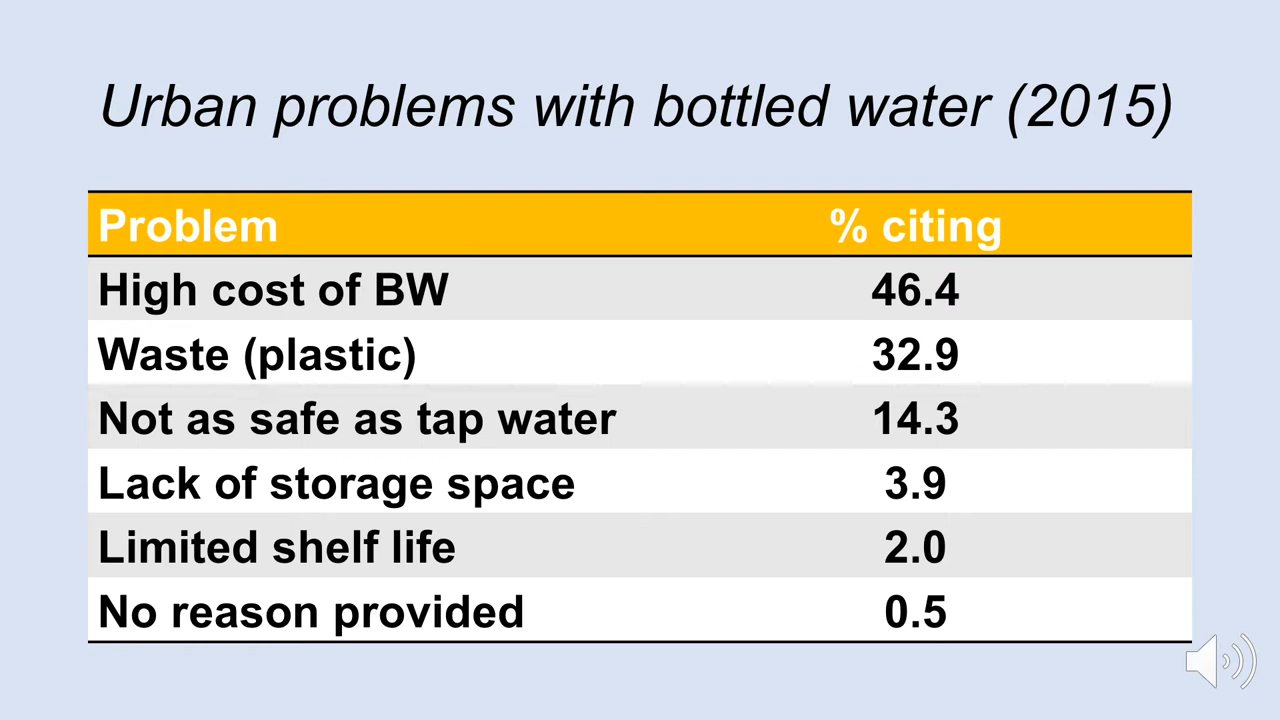 Urban problems with bottled water (2015)
Problem % citing
High cost of BW 46.4
Waste (plastic) 32.9
Not as safe as tap water 14.3
Lack of storage space 3.9
Limited shelf life 2.0
No reason provided 0.5